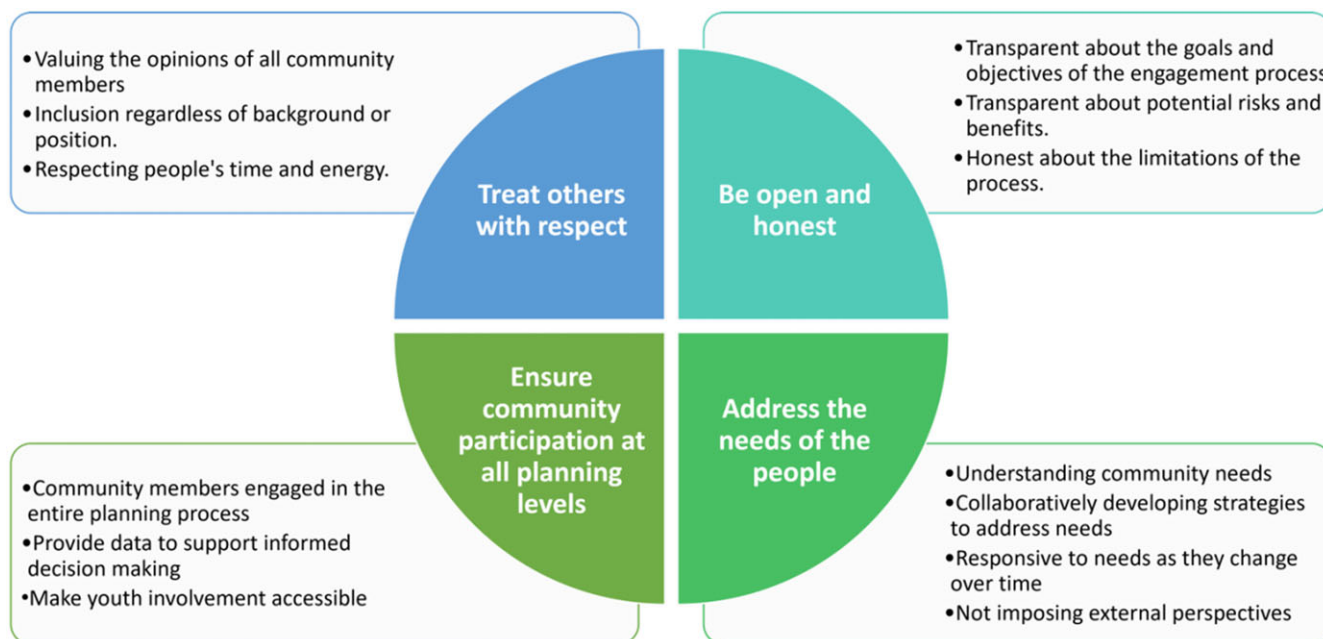 •Valuing the opinions of all community
members
•Inclusion regardless of background or
position.
•Respecting people's time and energy.
Treat others
with respect
•Transparent about the goals and
objectives of the engagement process
•Transparent about potential risks and
benefits.
•Honest about the limitations of the
process.
Be open and
honest
Ensure
community
participation at
all planning
levels
•Community members engaged in the
entire planning process
•Provide data to support informed
decision making
•Make youth involvement accessible
Address the
needs of the
people
•Understanding community needs
•Collaboratively developing strategies
to address needs
•Responsive to needs as they change
over time
•Not imposing external perspectives